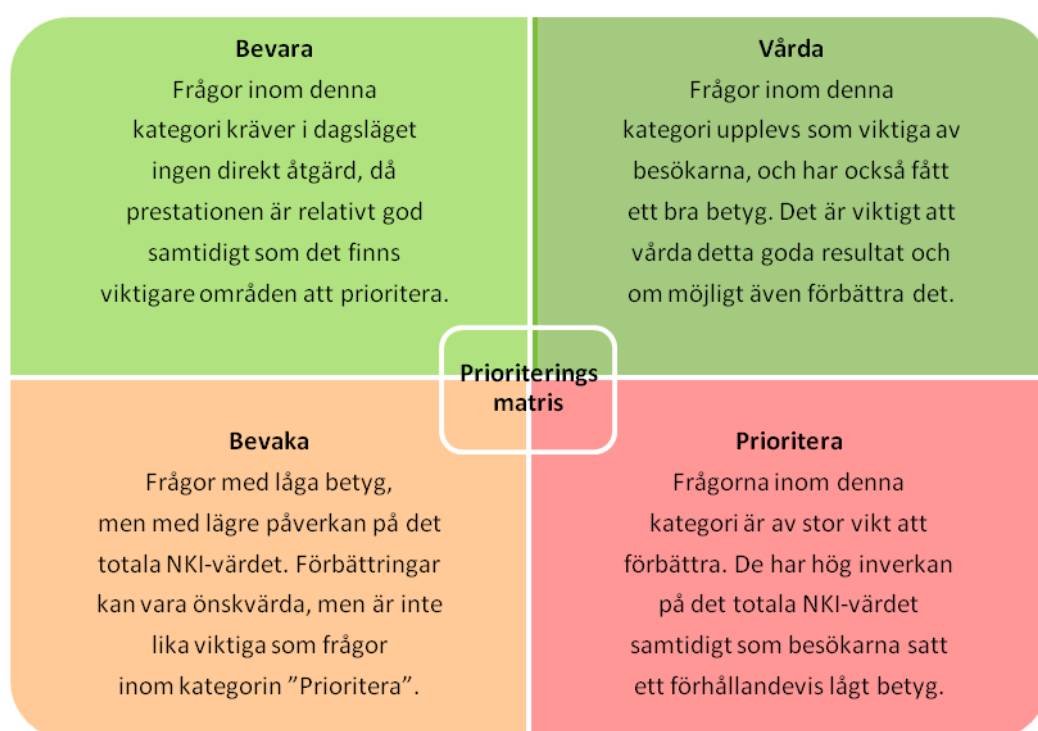 Bevara
Frågor inom denna
kategori kräver i dagsläget
ingen direkt åtgärd, då
prestationen är relativt god
samtidigt som det finns
viktigare områden att prioritera.
Vårda
Frågor inom denna
kategori upplevs som viktiga av
besökarna, och har också fått
ett bra betyg. Det är viktigt att
vårda detta goda resultat och
om möjligt även förbättra det.
Prioriterings
matris
Bevaka
Frågor med låga betyg,
men med lägre påverkan på det
totala NKI-värdet. Förbättringar
kan vara önskvärda, men är inte
lika viktiga som frågor
inom kategorin ”Prioritera”.
Prioritera
Frågorna inom denna
kategori är av stor vikt att
förbättra. De har hög inverkan
på det totala NKI-värdet
samtidigt som besökarna satt
ett förhållandevis lågt betyg.